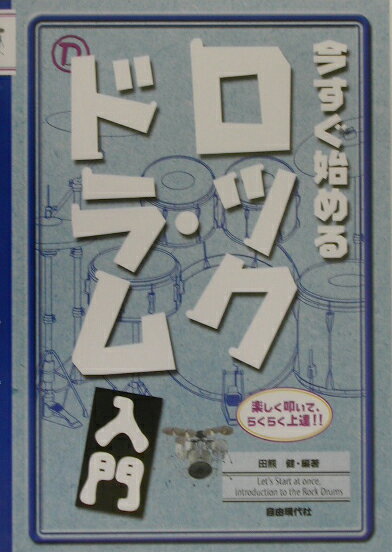 今すぐ始める
ロック・
ドラム
入門
楽しく叩いて、
らくらく上達!!
田熊 健・編著
Let's Start at once,
introduction to the Rock Drums
自由現代社